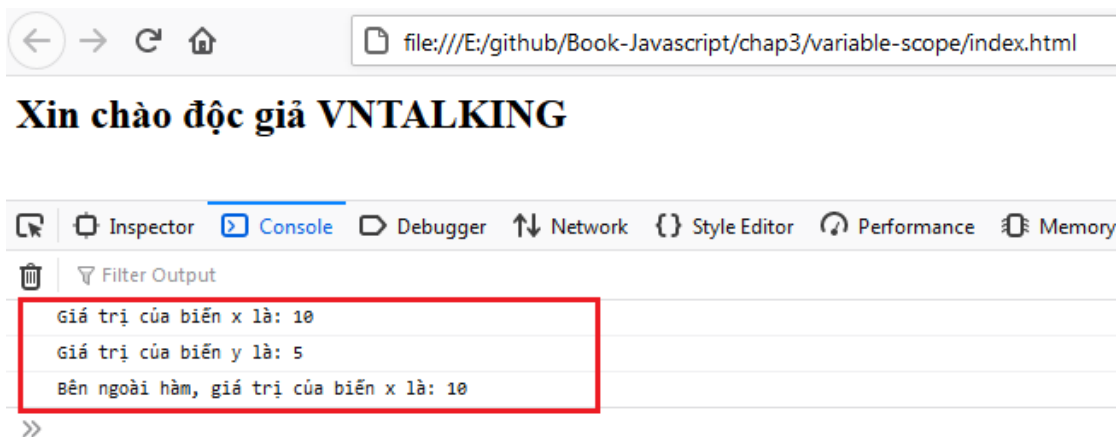 file:///E:/github/Book-Javascript/chap3/variable-scope/index.html
Xin chào độc giả VNTALKING
Inspector Console Debugger Network Style Editor Performance Memory
Filter Output
Giá trị của biến x là: 10
Giá trị của biến y là: 5
Bên ngoài hàm, giá trị của biến x là: 10